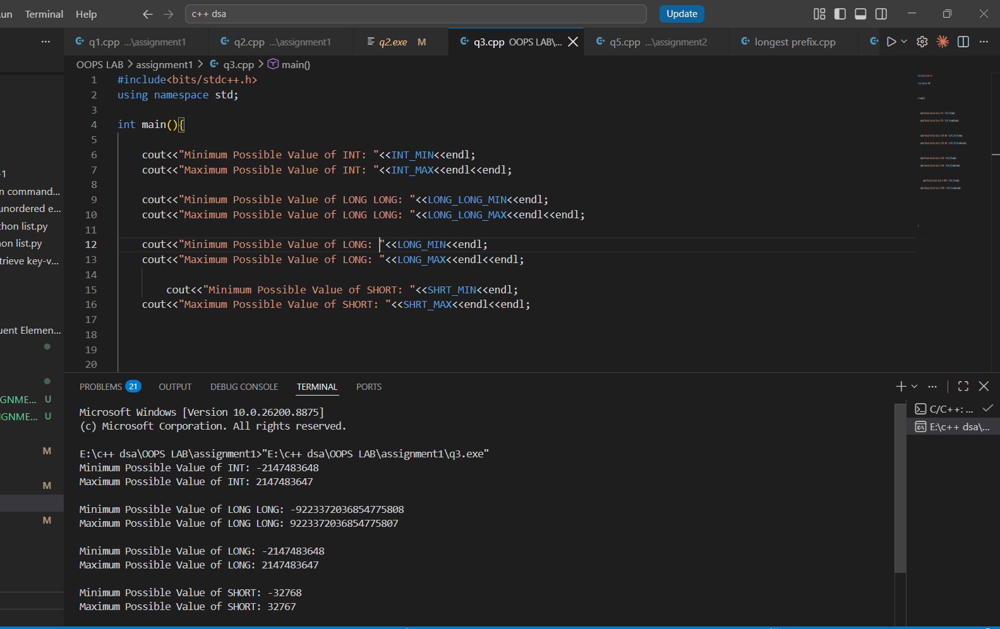 Terminal Help c++ dsa Update
q1.cpp ...\assignment1 q2.cpp ...\assignment1 q2.exe M q3.cpp OOPS LAB\... q5.cpp ...\assignment2 longest prefix.cpp
OOPS LAB > assignment1 > q3.cpp > main()
1 #include<bits/stdc++.h>
2 using namespace std;
3
4 int main(){
5
6 cout<<"Minimum Possible Value of INT: "<<INT_MIN<<endl;
7 cout<<"Maximum Possible Value of INT: "<<INT_MAX<<endl<<endl;
8
9 cout<<"Minimum Possible Value of LONG LONG: "<<LONG_LONG_MIN<<endl;
10 cout<<"Maximum Possible Value of LONG LONG: "<<LONG_LONG_MAX<<endl<<endl;
11
12 cout<<"Minimum Possible Value of LONG: "<<LONG_MIN<<endl;
13 cout<<"Maximum Possible Value of LONG: "<<LONG_MAX<<endl<<endl;
14
15 cout<<"Minimum Possible Value of SHORT: "<<SHRT_MIN<<endl;
16 cout<<"Maximum Possible Value of SHORT: "<<SHRT_MAX<<endl<<endl;
17
18
19
20
-1
n command...
unordered e...
thon list.py
on list.py
trieve key-v...
uent Elemen...
GNME... U
IGNME... U
M
M
M
PROBLEMS 21 OUTPUT DEBUG CONSOLE TERMINAL PORTS
Microsoft Windows [Version 10.0.26200.8875]
(c) Microsoft Corporation. All rights reserved.
E:\c++ dsa\OOPS LAB\assignment1>"E:\c++ dsa\OOPS LAB\assignment1\q3.exe"
Minimum Possible Value of INT: -2147483648
Maximum Possible Value of INT: 2147483647
Minimum Possible Value of LONG LONG: -9223372036854775808
Maximum Possible Value of LONG LONG: 9223372036854775807
Minimum Possible Value of LONG: -2147483648
Maximum Possible Value of LONG: 2147483647
Minimum Possible Value of SHORT: -32768
Maximum Possible Value of SHORT: 32767
C/C++: ...
E:\c++ dsa\...